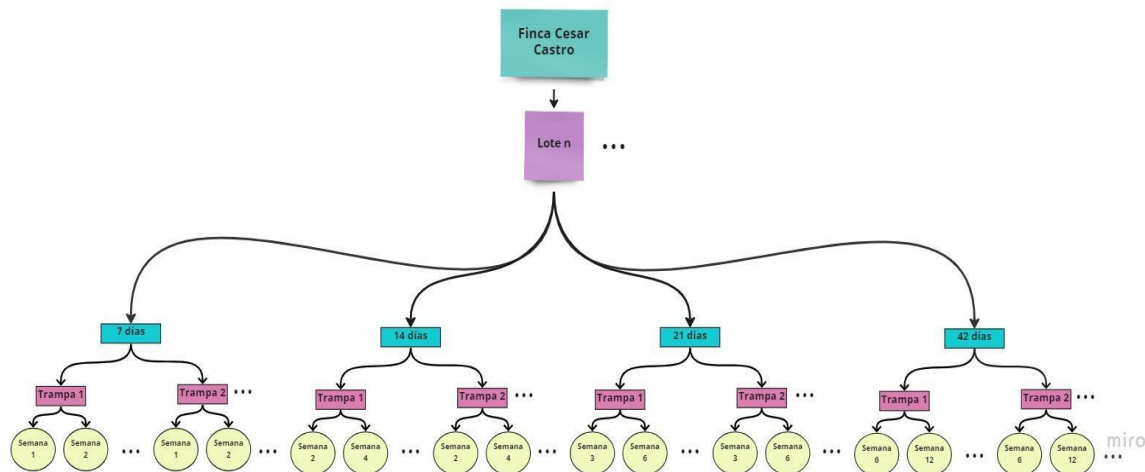 Finca Cesar
Castro
Lote n
...
7 días
14 días
21 días
42 días
Trampa 1
Trampa 2
...
Trampa 1
Trampa 2
...
Trampa 1
Trampa 2
...
Trampa 1
Trampa 2
...
Semana
1
Semana
2
...
Semana
1
Semana
2
...
Semana
2
Semana
4
...
Semana
2
Semana
4
...
Semana
3
Semana
6
...
Semana
3
Semana
6
...
Semana
6
Semana
12
...
Semana
6
Semana
12
...
miro